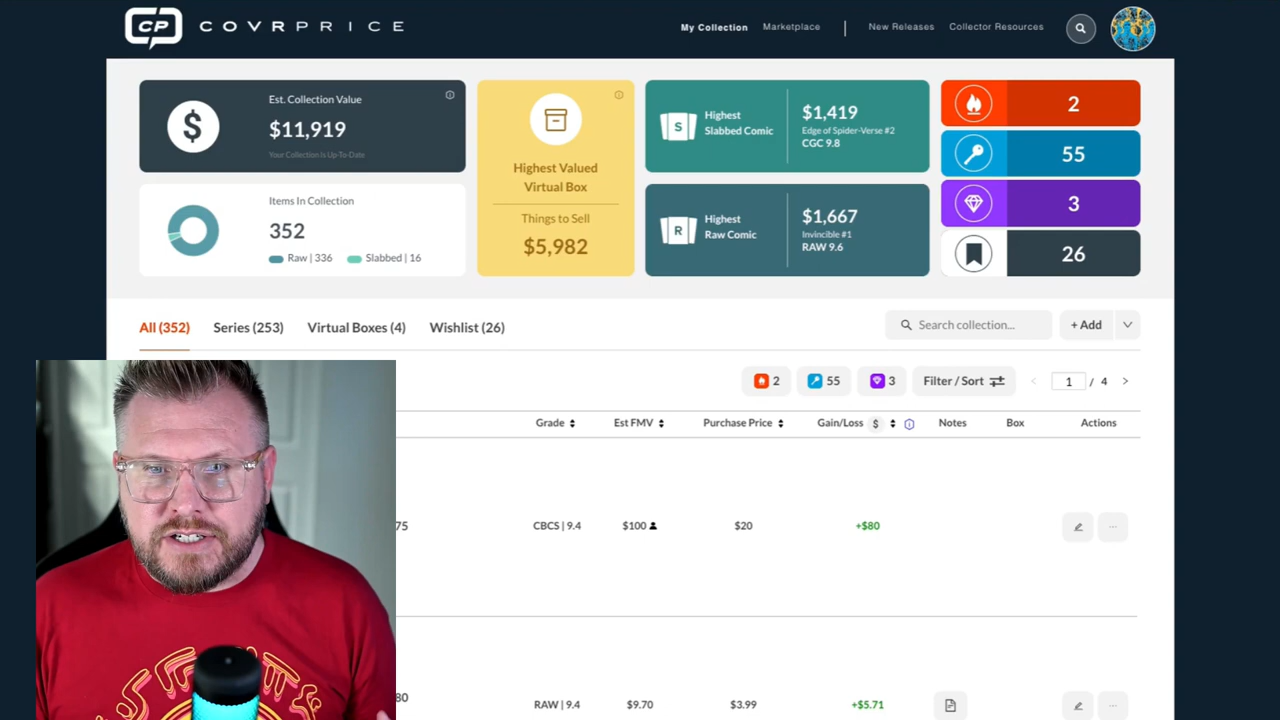 CP COVRPRICE
My Collection Marketplace New Releases Collector Resources
Est. Collection Value
$11,919
Your Collection Is Up-To-Date
Items In Collection
352
Raw | 336 Slabbed | 16
Highest Valued
Virtual Box
Things to Sell
$5,982
S
Highest
Slabbed Comic
$1,419
Edge of Spider-Verse #2
CGC 9.8
R
Highest
Raw Comic
$1,667
Invincible #1
RAW 9.6
2
55
3
26
All (352) Series (253) Virtual Boxes (4) Wishlist (26)
Search collection...
+ Add
2 55 3 Filter / Sort 1 / 4
Grade Est FMV Purchase Price Gain/Loss $ Notes Box Actions
75 CBCS | 9.4 $100 $20 +$80
80 RAW | 9.4 $9.70 $3.99 +$5.71